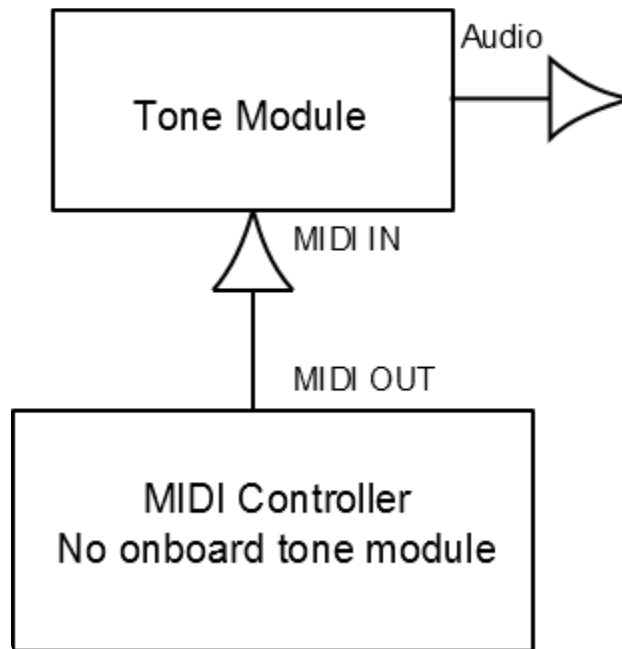 Audio
Tone Module
MIDI IN
MIDI OUT
MIDI Controller
No onboard tone module